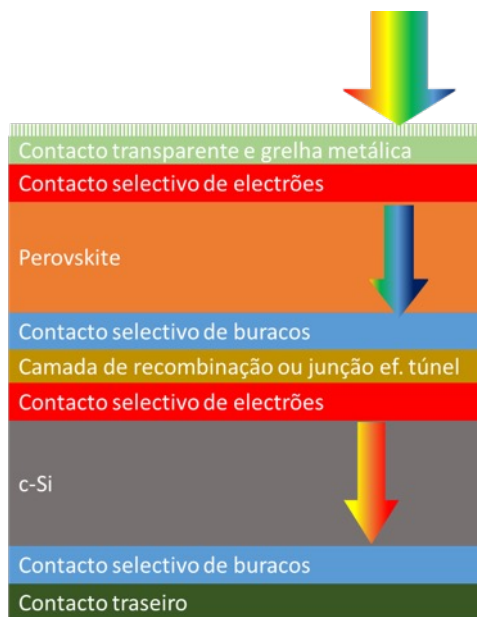 Contacto transparente e grelha metálica
Contacto selectivo de electrões
Perovskite
Contacto selectivo de buracos
Camada de recombinação ou junção ef. túnel
Contacto selectivo de electrões
c-Si
Contacto selectivo de buracos
Contacto traseiro